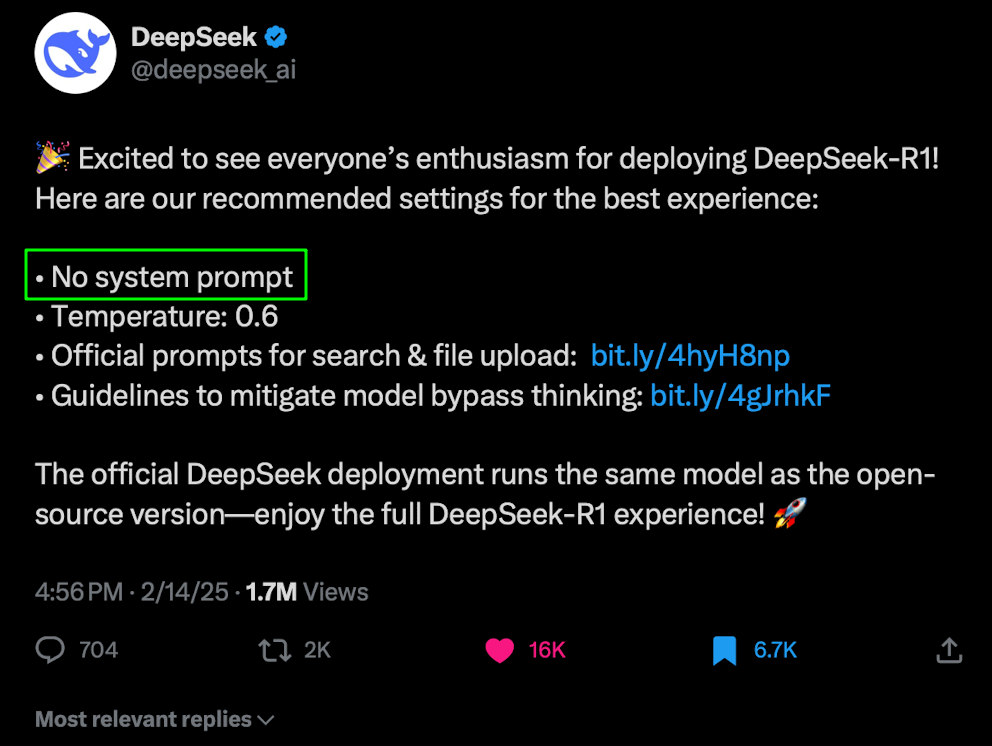 DeepSeek
@deepseek_ai
🎉 Excited to see everyone’s enthusiasm for deploying DeepSeek-R1!
Here are our recommended settings for the best experience:
• No system prompt
• Temperature: 0.6
• Official prompts for search & file upload: bit.ly/4hyH8np
• Guidelines to mitigate model bypass thinking: bit.ly/4gJrhkF
The official DeepSeek deployment runs the same model as the open-
source version—enjoy the full DeepSeek-R1 experience! 🚀
4:56 PM · 2/14/25 · 1.7M Views
704 2K 16K 6.7K
Most relevant replies